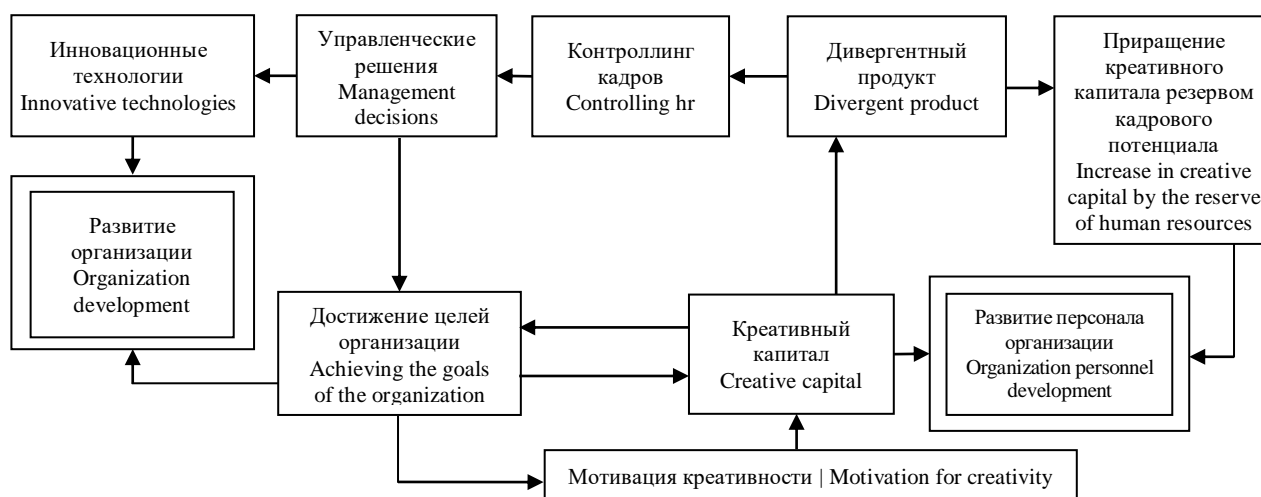 Инновационные
технологии
Innovative technologies
Управленческие
решения
Management
decisions
Контроллинг
кадров
Controlling hr
Дивергентный
продукт
Divergent product
Приращение
креативного
капитала резервом
кадрового
потенциала
Increase in creative
capital by the reserve
of human resources
Развитие
организации
Organization
development
Достижение целей
организации
Achieving the goals
of the organization
Креативный
капитал
Creative capital
Развитие персонала
организации
Organization personnel
development
Мотивация креативности | Motivation for creativity